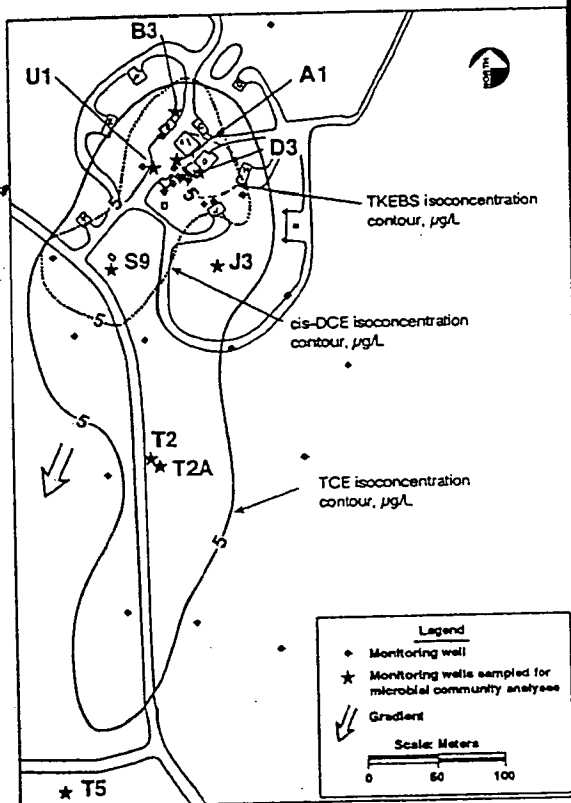 B3
U1
A1
NORTH
D3
5
TKEBS isoconcentration
contour, µg/L
S9
J3
5
cis-DCE isoconcentration
contour, µg/L
5
T2
T2A
TCE isoconcentration
contour, µg/L
5
Legend
Monitoring well
Monitoring wells sampled for
microbial community analyses
Gradient
Scale: Meters
0 50 100
T5